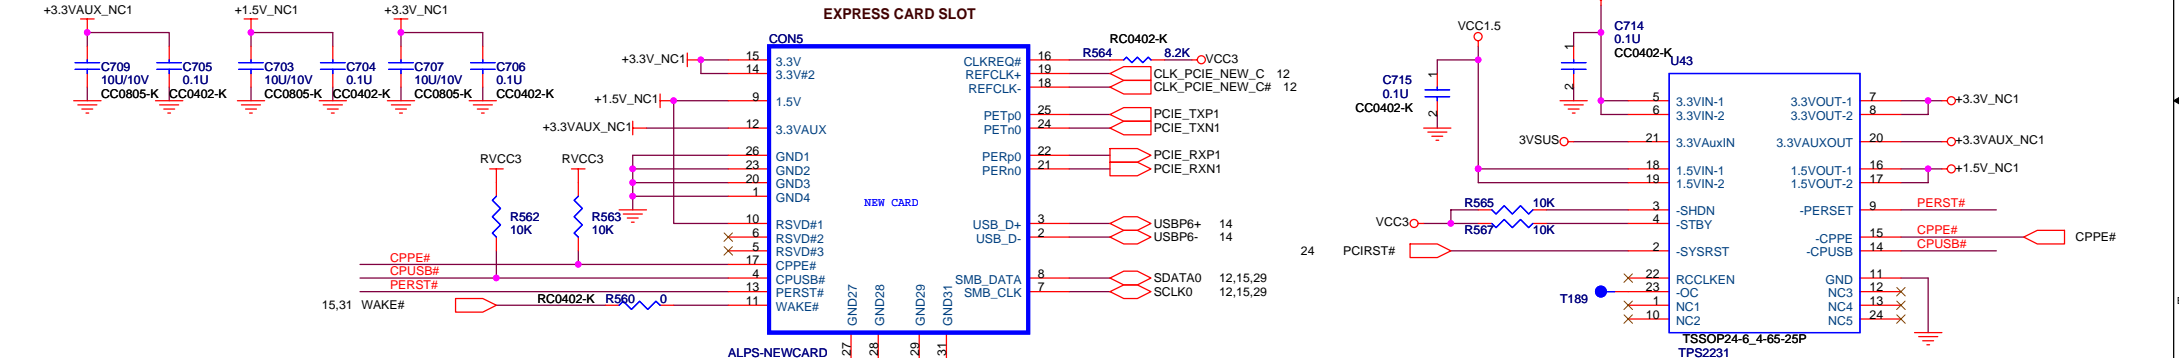 EXPRESS CARD SLOT
+3.3VAUX_NC1
+1.5V_NC1
+3.3V_NC1
C709
10U/10V
CC0805-K
C705
0.1U
CC0402-K
C703
10U/10V
CC0805-K
C704
0.1U
CC0402-K
C707
10U/10V
CC0805-K
C706
0.1U
CC0402-K
CON5
+3.3V_NC1
15 3.3V
14 3.3V#2
+1.5V_NC1
9 1.5V
+3.3VAUX_NC1
12 3.3VAUX
26 GND1
23 GND2
20 GND3
1 GND4
10 RSVD#1
6 RSVD#2
5 RSVD#3
17 CPPE#
4 CPUSB#
13 PERST#
11 WAKE#
RVCC3
RVCC3
R562
10K
R563
10K
CPPE#
CPUSB#
PERST#
15,31 WAKE#
RC0402-K R560 0
NEW CARD
GND27
GND28
GND29
GND31
27
28
29
31
ALPS-NEWCARD
CLKREQ# 16
REFCLK+ 19
REFCLK- 18
PETp0 25
PETn0 24
PERp0 22
PERn0 21
USB_D+ 3
USB_D- 2
SMB_DATA 8
SMB_CLK 7
RC0402-K
R564 8.2K VCC3
CLK_PCIE_NEW_C 12
CLK_PCIE_NEW_C# 12
PCIE_TXP1
PCIE_TXN1
PCIE_RXP1
PCIE_RXN1
USBP6+ 14
USBP6- 14
SDATA0 12,15,29
SCLK0 12,15,29
VCC1.5
C714
0.1U
CC0402-K
1
2
C715
0.1U
CC0402-K
1
2
U43
5 3.3VIN-1
6 3.3VIN-2
3VSUS 21 3.3VAuxIN
18 1.5VIN-1
19 1.5VIN-2
VCC3
R565 10K 3 -SHDN
R567 10K 4 -STBY
24 PCIRST# 2 -SYSRST
22 RCCLKEN
T189 23 -OC
1 NC1
10 NC2
3.3VOUT-1 7 +3.3V_NC1
3.3VOUT-2 8
3.3VAUXOUT 20 +3.3VAUX_NC1
1.5VOUT-1 16 +1.5V_NC1
1.5VOUT-2 17
-PERSET 9 PERST#
-CPPE 15 CPPE# CPPE#
-CPUSB 14 CPUSB#
GND 11
NC3 12
NC4 13
NC5 24
TSSOP24-6_4-65-25P
TPS2231